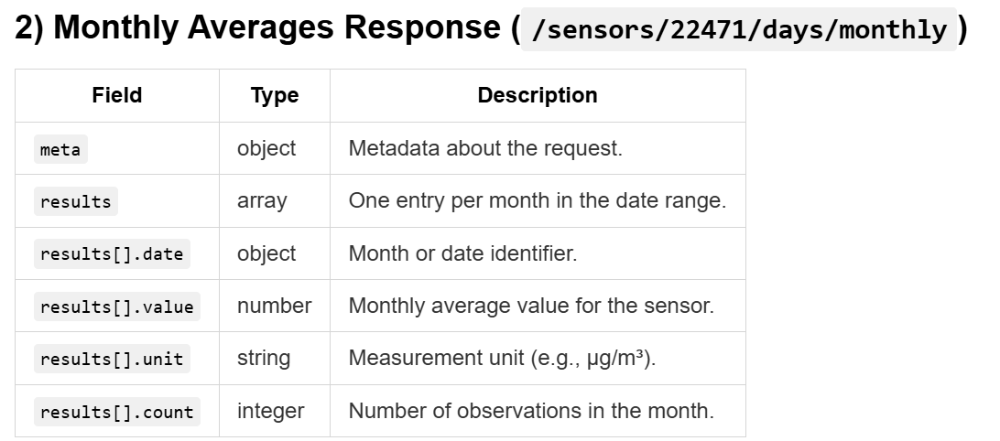 2) Monthly Averages Response ( /sensors/22471/days/monthly )
Field Type Description
meta object Metadata about the request.
results array One entry per month in the date range.
results[].date object Month or date identifier.
results[].value number Monthly average value for the sensor.
results[].unit string Measurement unit (e.g., µg/m³).
results[].count integer Number of observations in the month.